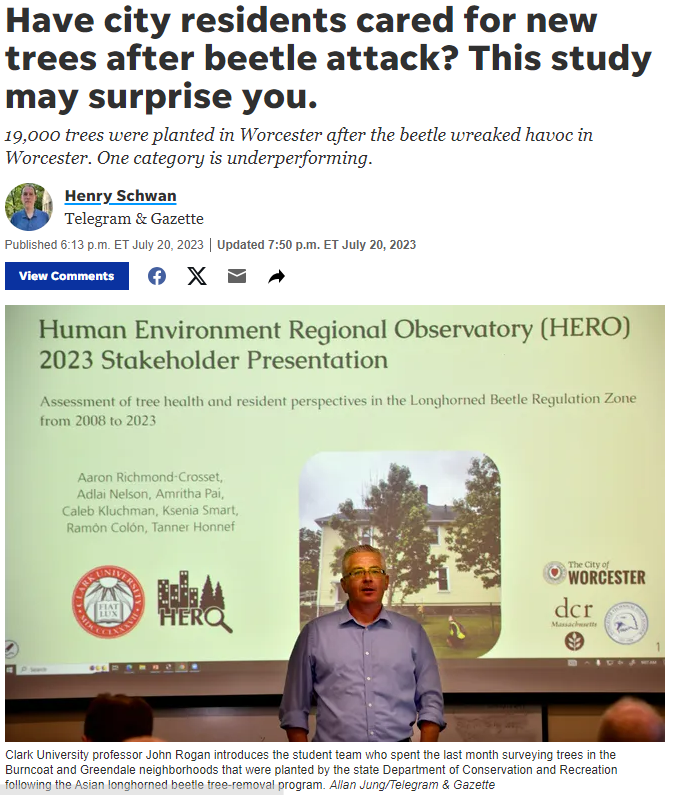 Have city residents cared for new
trees after beetle attack? This study
may surprise you.
19,000 trees were planted in Worcester after the beetle wreaked havoc in
Worcester. One category is underperforming.
Henry Schwan
Telegram & Gazette
Published 6:13 p.m. ET July 20, 2023 | Updated 7:50 p.m. ET July 20, 2023
View Comments
Human Environment Regional Observatory (HERO)
2023 Stakeholder Presentation
Assessment of tree health and resident perspectives in the Longhorned Beetle Regulation Zone
from 2008 to 2023
Aaron Richmond-Crosset,
Adlai Nelson, Amritha Pai,
Caleb Kluchman, Ksenia Smart,
Ramón Colón, Tanner Honnef
CLARK UNIVERSITY
FIAT
LUX
HERO
The City of
WORCESTER
dcr
Massachusetts
1
Search
Clark University professor John Rogan introduces the student team who spent the last month surveying trees in the
Burncoat and Greendale neighborhoods that were planted by the state Department of Conservation and Recreation
following the Asian longhorned beetle tree-removal program. Allan Jung/Telegram & Gazette